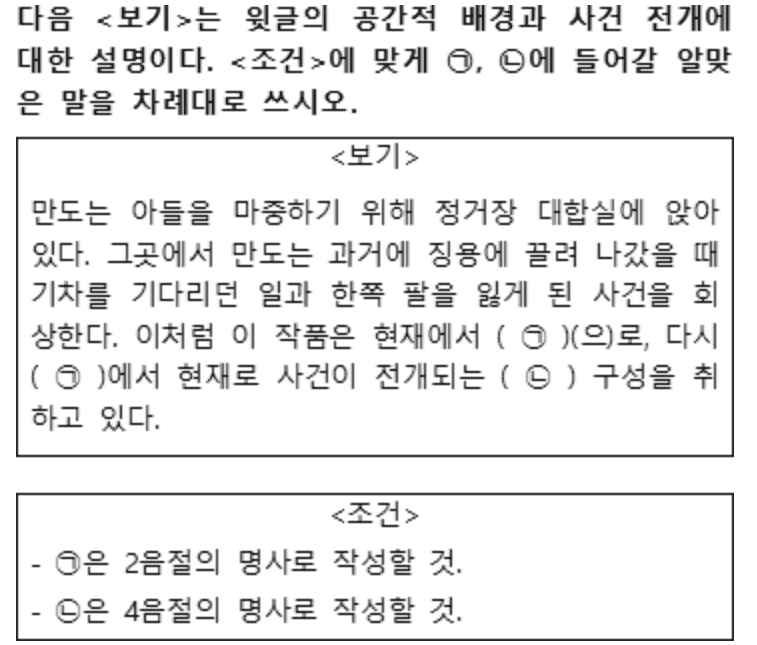 다음 <보기>는 윗글의 공간적 배경과 사건 전개에
대한 설명이다. <조건>에 맞게 ㉠, ㉡에 들어갈 알맞
은 말을 차례대로 쓰시오.
<보기>
만도는 아들을 마중하기 위해 정거장 대합실에 앉아
있다. 그곳에서 만도는 과거에 징용에 끌려 나갔을 때
기차를 기다리던 일과 한쪽 팔을 잃게 된 사건을 회
상한다. 이처럼 이 작품은 현재에서 ( ㉠ )(으)로, 다시
( ㉠ )에서 현재로 사건이 전개되는 ( ㉡ ) 구성을 취
하고 있다.
<조건>
- ㉠은 2음절의 명사로 작성할 것.
- ㉡은 4음절의 명사로 작성할 것.